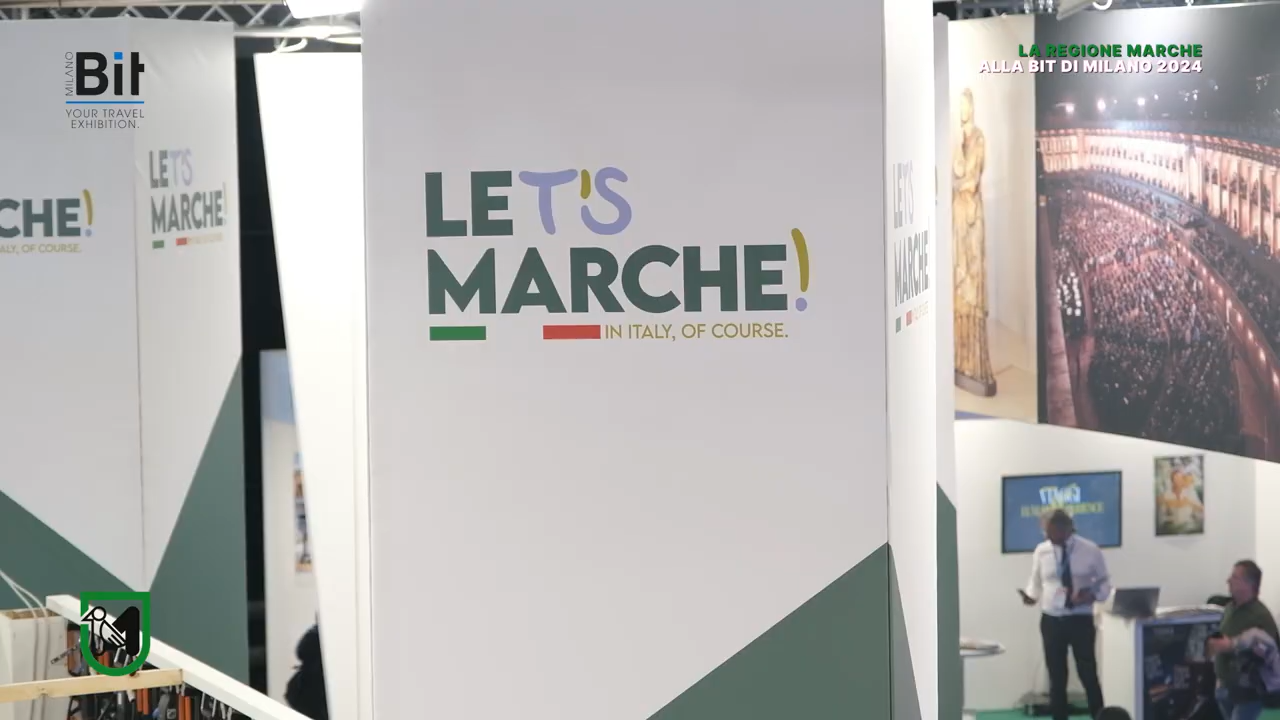 MILANO
Bit
YOUR TRAVEL
EXHIBITION.
LA REGIONE MARCHE
ALLA BIT DI MILANO 2024
CHE!
ALY, OF COURSE.
LET'S
MARCHE!
LET'S
MARCHE!
IN ITALY, OF COURSE.
LET'S
MARCHE